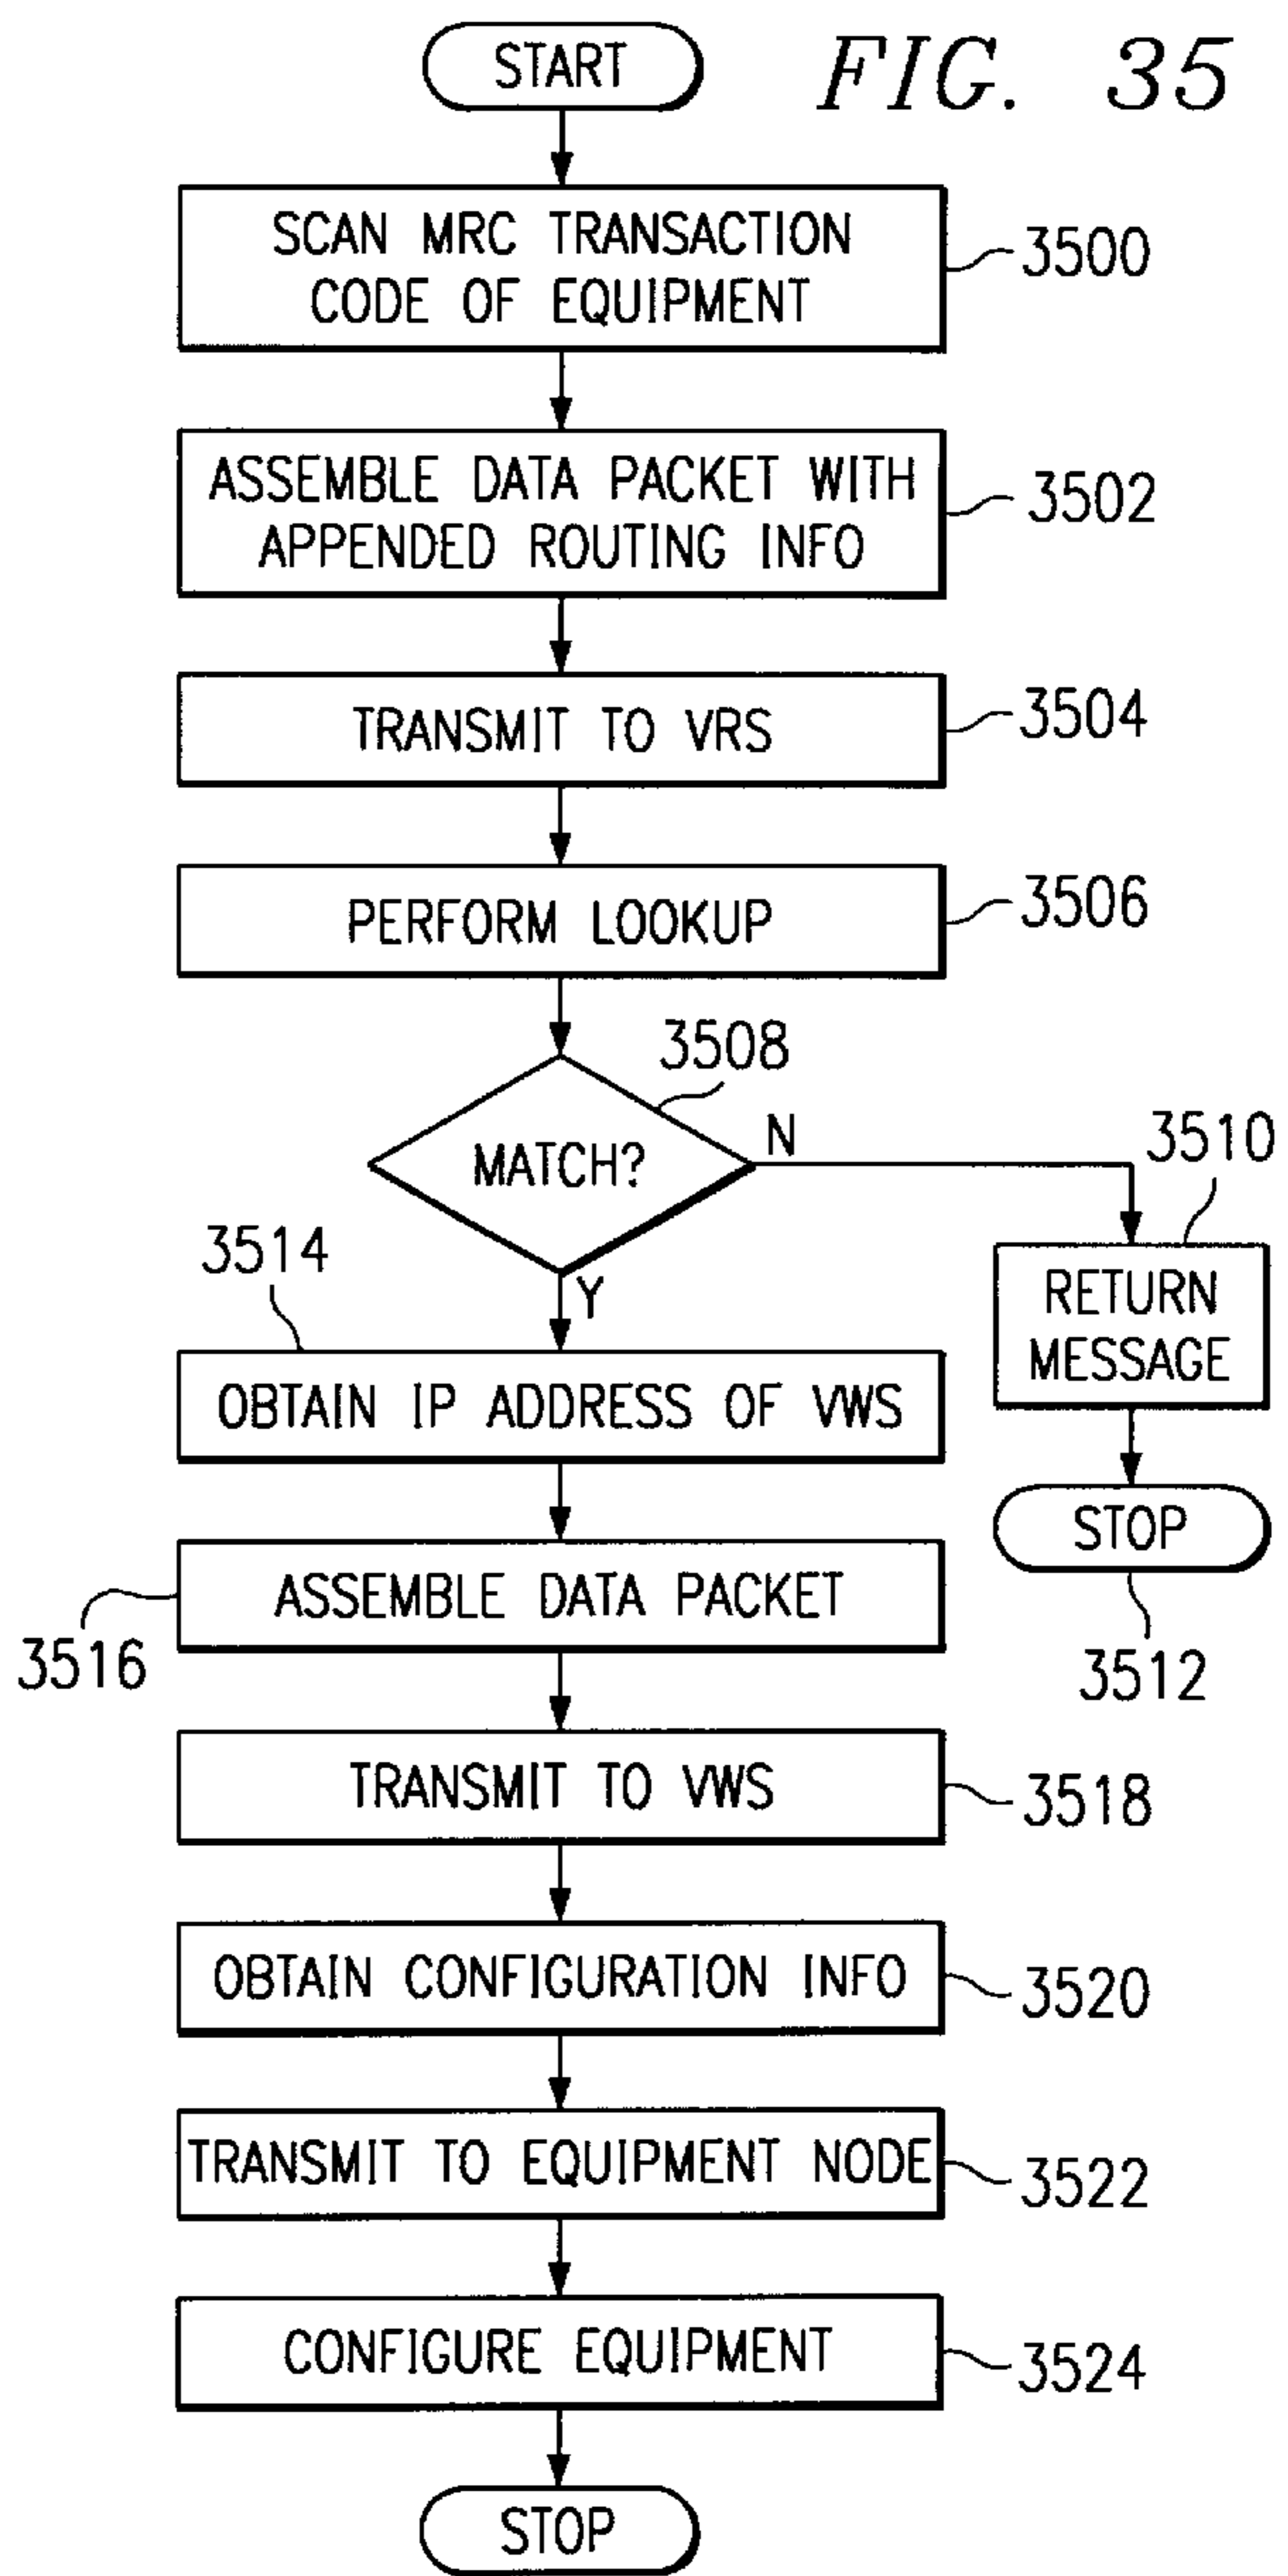 START
FIG. 35
SCAN MRC TRANSACTION
CODE OF EQUIPMENT
3500
ASSEMBLE DATA PACKET WITH
APPENDED ROUTING INFO
3502
TRANSMIT TO VRS
3504
PERFORM LOOKUP
3506
3508
MATCH?
N
3510
Y
3514
RETURN
MESSAGE
OBTAIN IP ADDRESS OF VWS
STOP
3512
ASSEMBLE DATA PACKET
3516
TRANSMIT TO VWS
3518
OBTAIN CONFIGURATION INFO
3520
TRANSMIT TO EQUIPMENT NODE
3522
CONFIGURE EQUIPMENT
3524
STOP